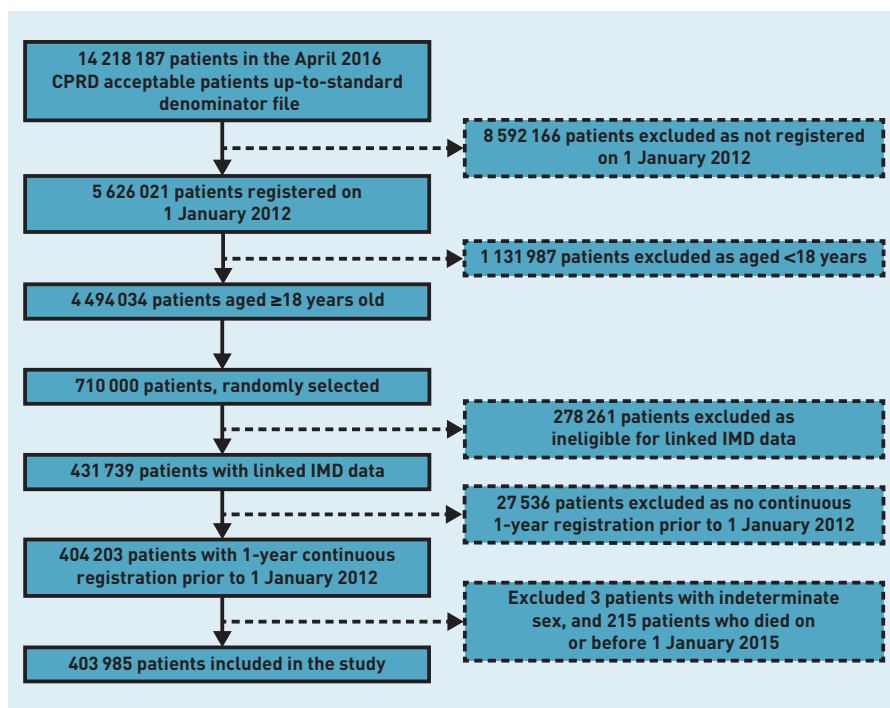 14 218 187 patients in the April 2016
CPRD acceptable patients up-to-standard
denominator file
8 592 166 patients excluded as not registered
on 1 January 2012
5 626 021 patients registered on
1 January 2012
1 131 987 patients excluded as aged <18 years
4 494 034 patients aged ≥18 years old
710 000 patients, randomly selected
278 261 patients excluded as
ineligible for linked IMD data
431 739 patients with linked IMD data
27 536 patients excluded as no continuous
1-year registration prior to 1 January 2012
404 203 patients with 1-year continuous
registration prior to 1 January 2012
Excluded 3 patients with indeterminate
sex, and 215 patients who died on
or before 1 January 2015
403 985 patients included in the study